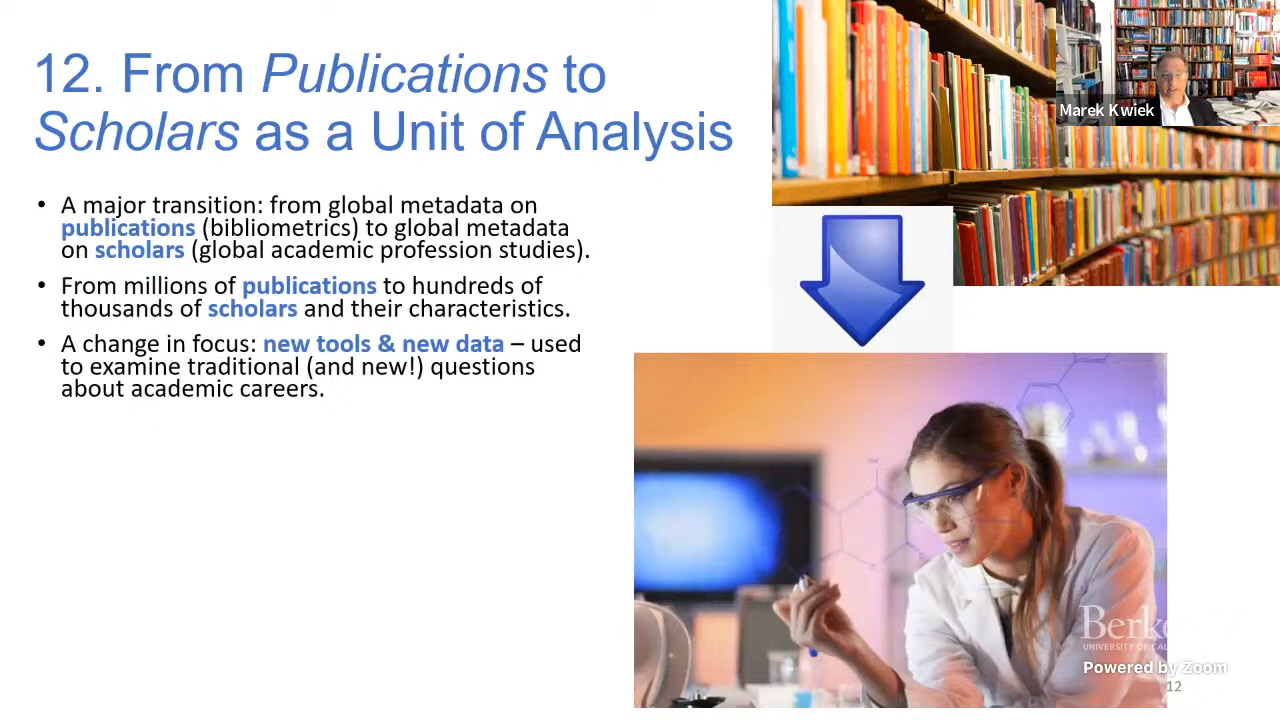 12. From Publications to
Scholars as a Unit of Analysis
Marek Kwiek
• A major transition: from global metadata on
publications (bibliometrics) to global metadata
on scholars (global academic profession studies).
• From millions of publications to hundreds of
thousands of scholars and their characteristics.
• A change in focus: new tools & new data – used
to examine traditional (and new!) questions
about academic careers.
Powered by Zoom
12